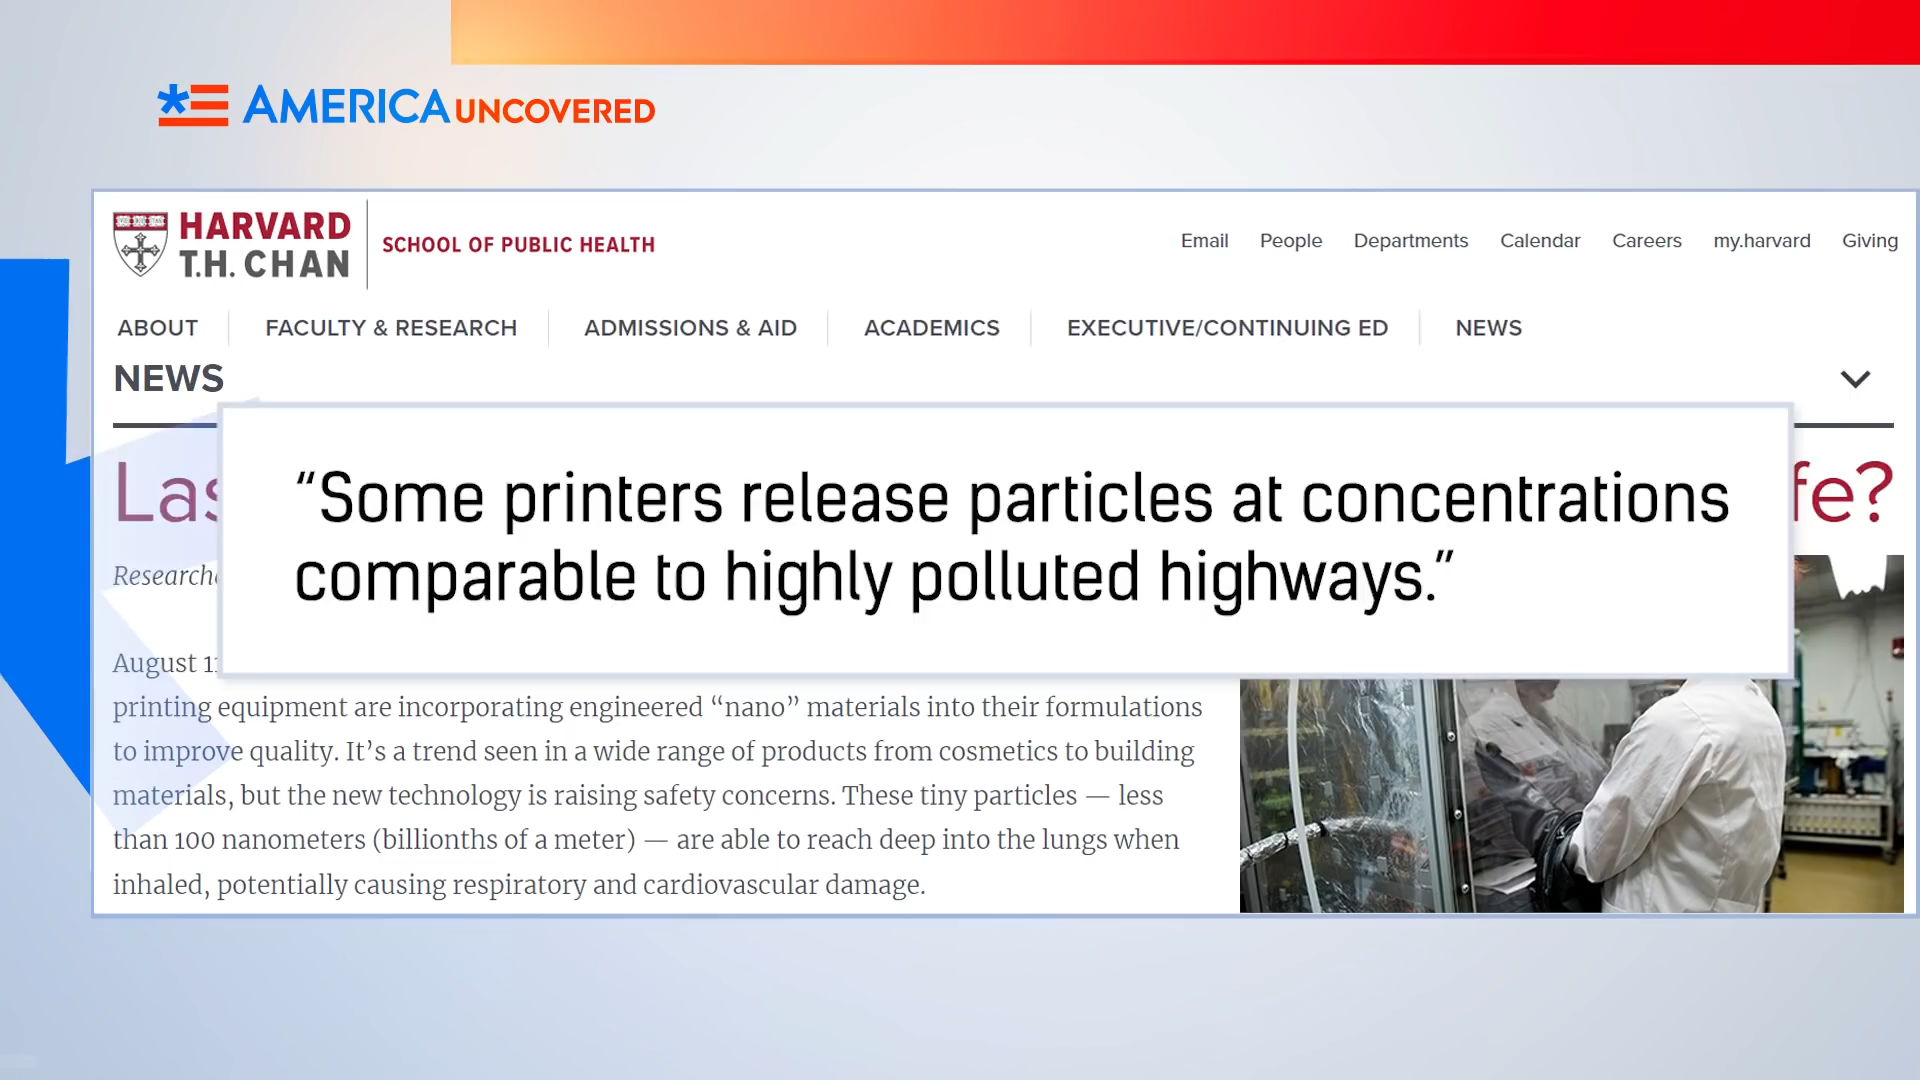 AMERICA UNCOVERED
HARVARD
T.H. CHAN
SCHOOL OF PUBLIC HEALTH
Email People Departments Calendar Careers my.harvard Giving
ABOUT FACULTY & RESEARCH ADMISSIONS & AID ACADEMICS EXECUTIVE/CONTINUING ED NEWS
NEWS
“Some printers release particles at concentrations
comparable to highly polluted highways.”
August
printing equipment are incorporating engineered “nano” materials into their formulations
to improve quality. It’s a trend seen in a wide range of products from cosmetics to building
materials, but the new technology is raising safety concerns. These tiny particles — less
than 100 nanometers (billionths of a meter) — are able to reach deep into the lungs when
inhaled, potentially causing respiratory and cardiovascular damage.